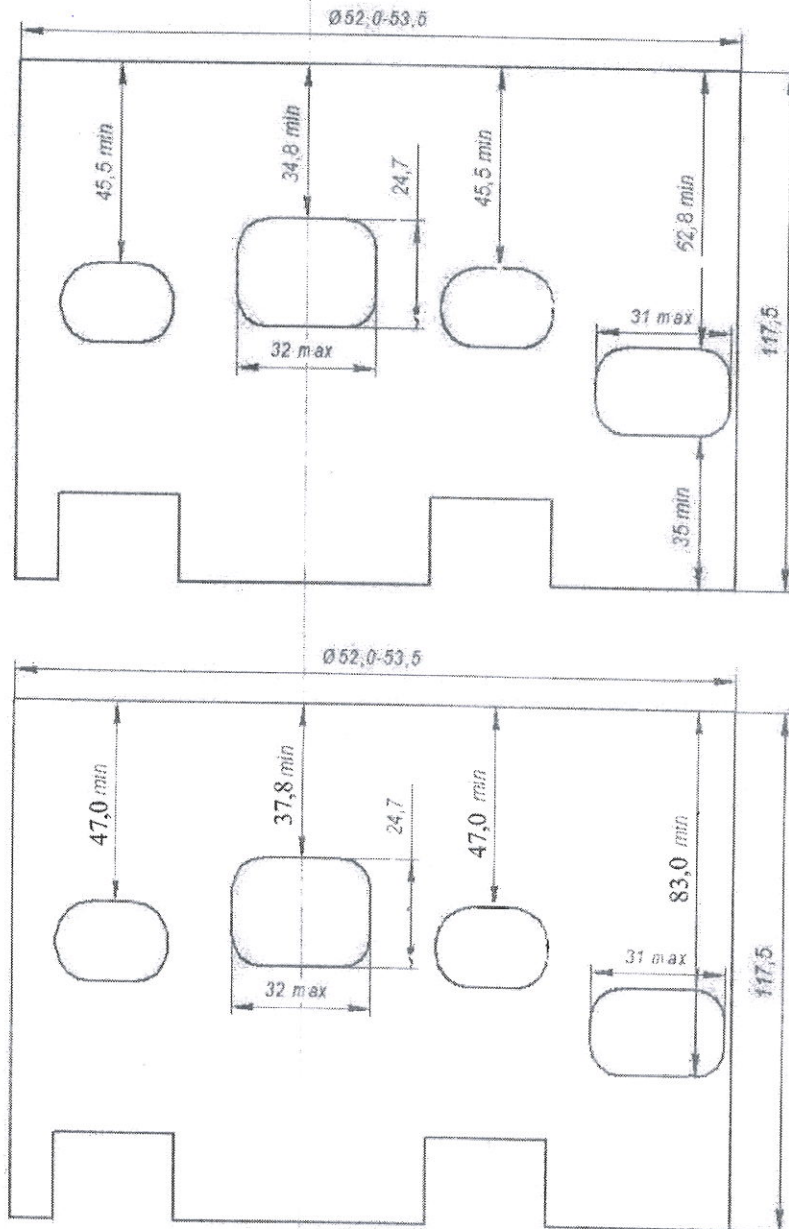 Ø52,0-53,5
45,5 min
34,8 min
24,7
45,5 min
62,8 min
32 max
31 max
117,5
35 min
Ø52,0-53,5
47,0 min
37,8 min
24,7
47,0 min
83,0 min
32 max
31 max
117,5